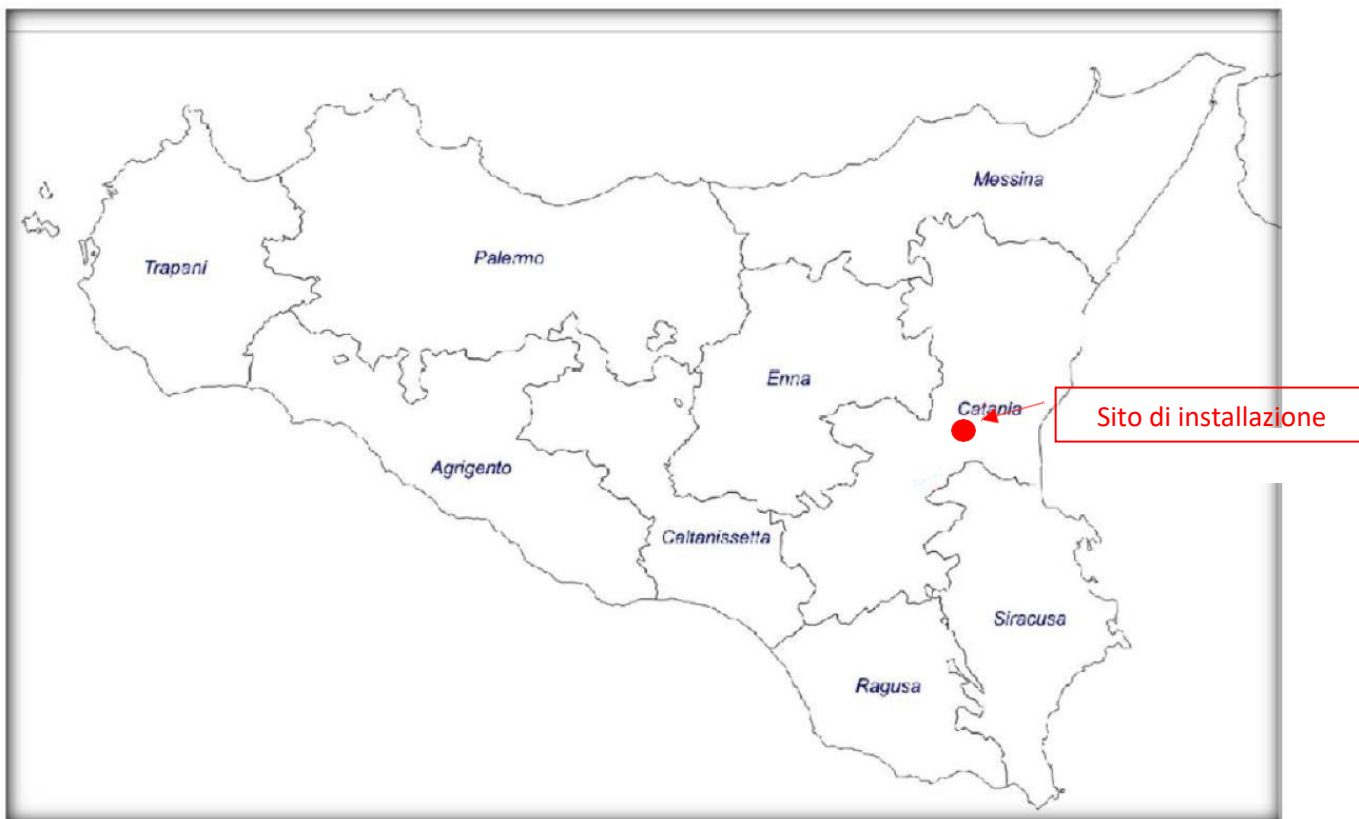 Messina
Palermo
Trapani
Enna
Catania
Sito di installazione
Agrigento
Caltanissetta
Siracusa
Ragusa